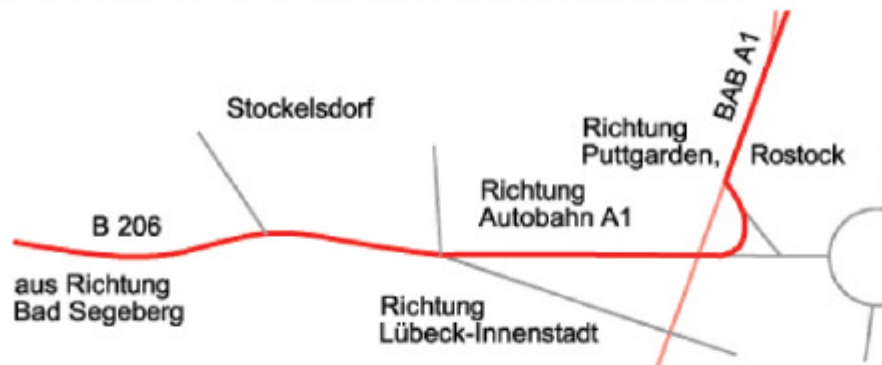 BAB A1
Stockelsdorf
Richtung
Puttgarden, Rostock
Richtung
Autobahn A1
B 206
aus Richtung
Bad Segeberg
Richtung
Lübeck-Innenstadt